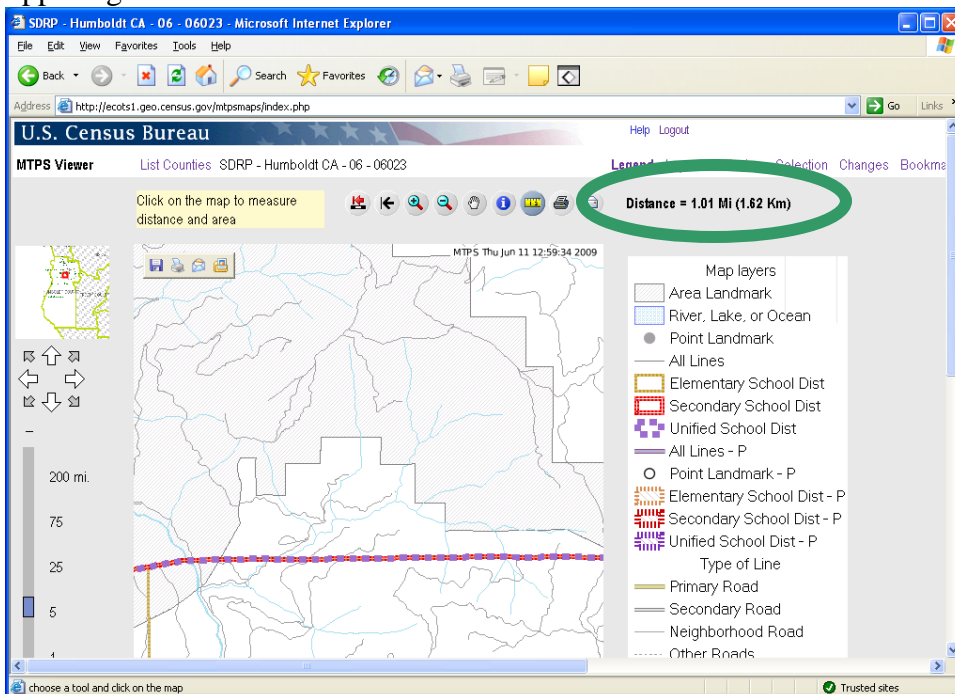 SDRP - Humboldt CA - 06 - 06023 - Microsoft Internet Explorer
File Edit View Favorites Tools Help
Back Search Favorites
Address http://ecots1.geo.census.gov/mtpsmaps/index.php Go Links
U.S. Census Bureau Help Logout
MTPS Viewer List Counties SDRP - Humboldt CA - 06 - 06023 Legend Selection Changes Bookma
Click on the map to measure
distance and area
Distance = 1.01 Mi (1.62 Km)
MTPS Thu Jun 11 12:59:34 2009
Map layers
Area Landmark
River, Lake, or Ocean
Point Landmark
All Lines
Elementary School Dist
Secondary School Dist
Unified School Dist
All Lines - P
Point Landmark - P
Elementary School Dist - P
Secondary School Dist - P
Unified School Dist - P
Type of Line
Primary Road
Secondary Road
Neighborhood Road
Other Roads
200 mi.
75
25
5
1
choose a tool and click on the map Trusted sites